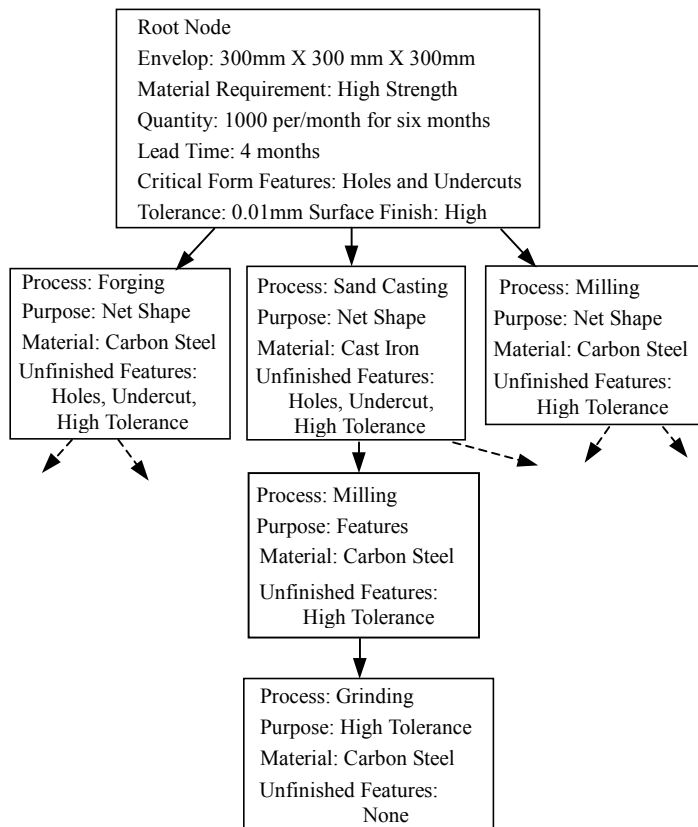 Root Node
Envelop: 300mm X 300 mm X 300mm
Material Requirement: High Strength
Quantity: 1000 per/month for six months
Lead Time: 4 months
Critical Form Features: Holes and Undercuts
Tolerance: 0.01mm Surface Finish: High
Process: Forging
Purpose: Net Shape
Material: Carbon Steel
Unfinished Features:
Holes, Undercut,
High Tolerance
Process: Sand Casting
Purpose: Net Shape
Material: Cast Iron
Unfinished Features:
Holes, Undercut,
High Tolerance
Process: Milling
Purpose: Net Shape
Material: Carbon Steel
Unfinished Features:
High Tolerance
Process: Milling
Purpose: Features
Material: Carbon Steel
Unfinished Features:
High Tolerance
Process: Grinding
Purpose: High Tolerance
Material: Carbon Steel
Unfinished Features:
None